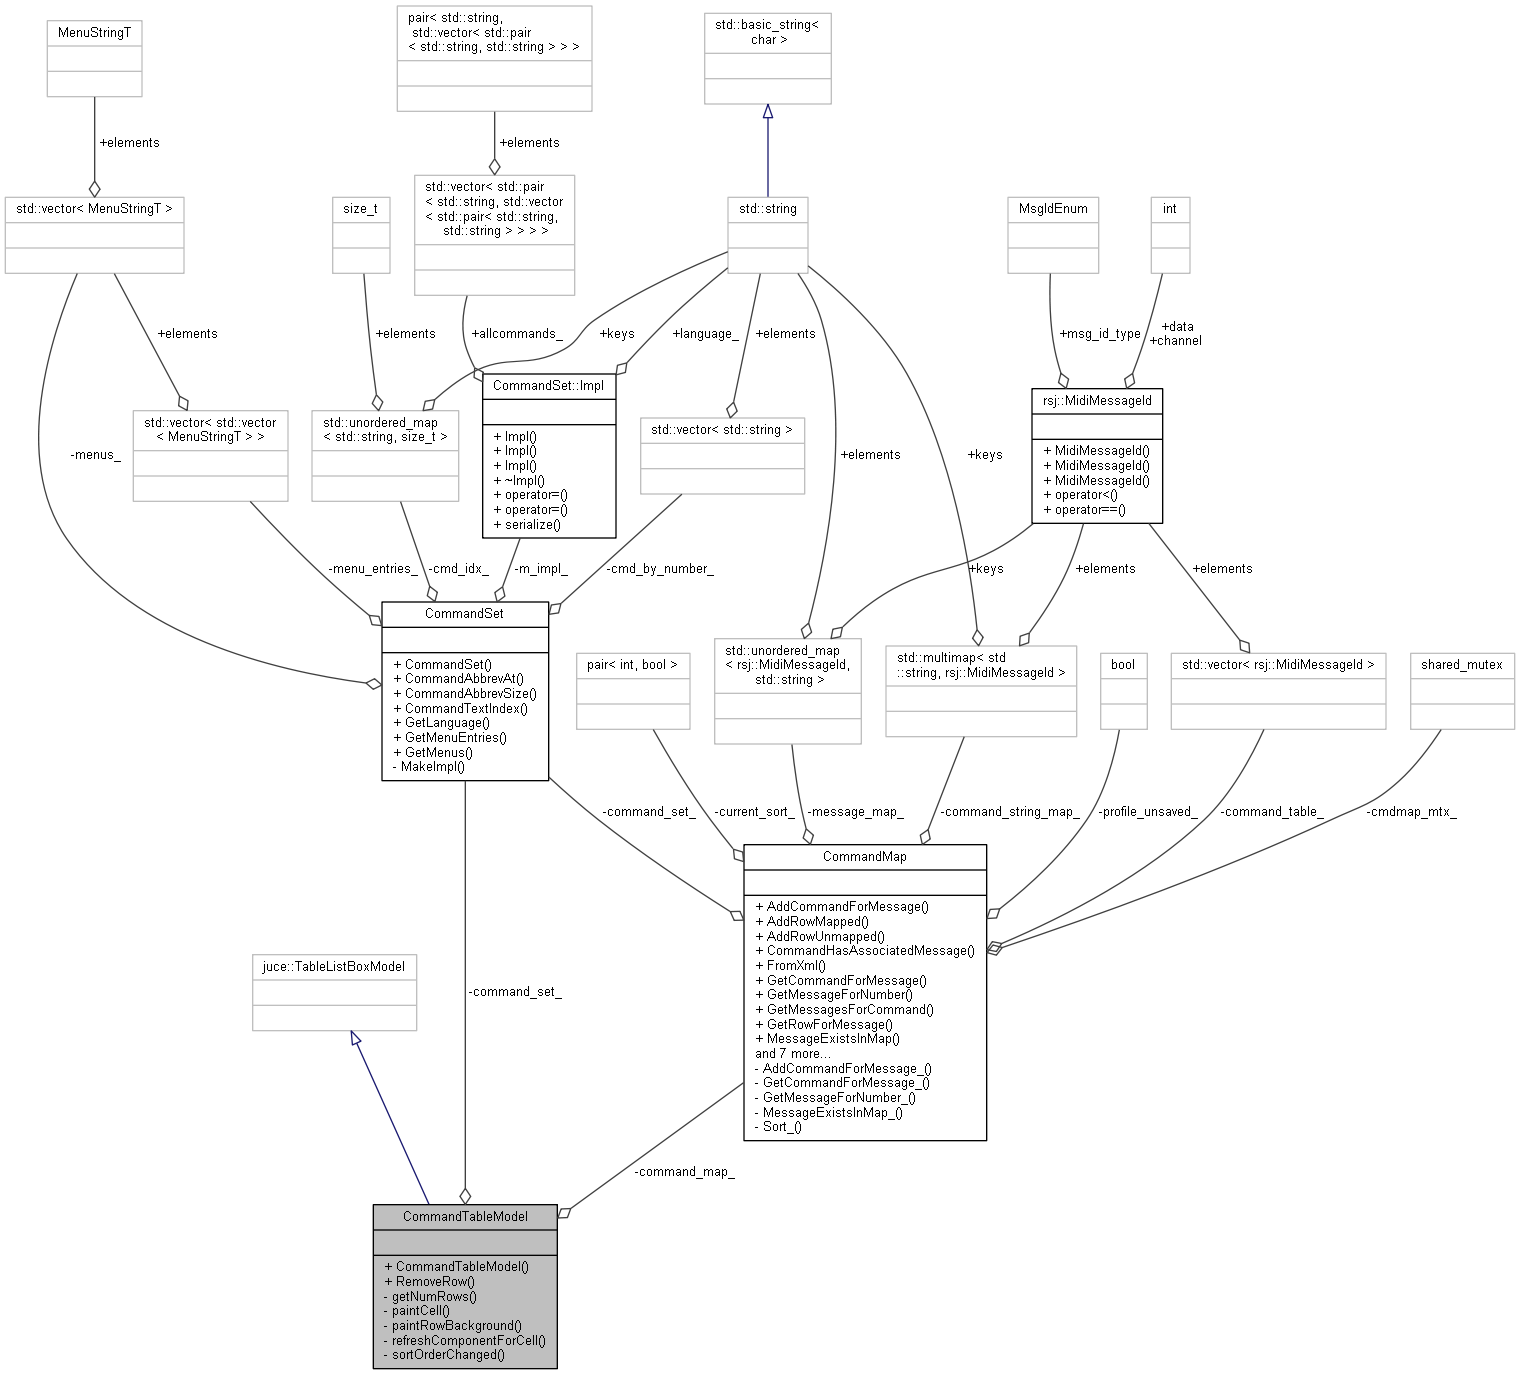 MenuStringT
pair< std::string,
std::vector< std::pair
< std::string, std::string > > >
std::basic_string<
char >
+elements
+elements
std::vector< MenuStringT >
size_t
std::vector< std::pair
< std::string, std::vector
< std::pair< std::string,
std::string > > > >
std::string
MsgIdEnum
int
+elements
+elements
+allcommands_
+keys
+language_
+elements
+msg_id_type
+data
+channel
-menus_
std::vector< std::vector
< MenuStringT > >
std::unordered_map
< std::string, size_t >
CommandSet::Impl
+ Impl()
+ Impl()
+ Impl()
+ ~Impl()
+ operator=()
+ operator=()
+ serialize()
std::vector< std::string >
+elements
+keys
rsj::MidiMessageId
+ MidiMessageId()
+ MidiMessageId()
+ MidiMessageId()
+ operator<()
+ operator==()
-menu_entries_
-cmd_idx_
-m_impl_
-cmd_by_number_
+keys
+elements
+elements
CommandSet
+ CommandSet()
+ CommandAbbrevAt()
+ CommandAbbrevSize()
+ CommandTextIndex()
+ GetLanguage()
+ GetMenuEntries()
+ GetMenus()
- MakeImpl()
pair< int, bool >
std::unordered_map
< rsj::MidiMessageId,
std::string >
std::multimap< std
::string, rsj::MidiMessageId >
bool
std::vector< rsj::MidiMessageId >
shared_mutex
-command_set_
-current_sort_
-message_map_
-command_string_map_
-profile_unsaved_
-command_table_
-cmdmap_mtx_
CommandMap
+ AddCommandForMessage()
+ AddRowMapped()
+ AddRowUnmapped()
+ CommandHasAssociatedMessage()
+ FromXml()
+ GetCommandForMessage()
+ GetMessageForNumber()
+ GetMessagesForCommand()
+ GetRowForMessage()
+ MessageExistsInMap()
and 7 more...
- AddCommandForMessage_()
- GetCommandForMessage_()
- GetMessageForNumber_()
- MessageExistsInMap_()
- Sort_()
juce::TableListBoxModel
-command_set_
-command_map_
CommandTableModel
+ CommandTableModel()
+ RemoveRow()
- getNumRows()
- paintCell()
- paintRowBackground()
- refreshComponentForCell()
- sortOrderChanged()